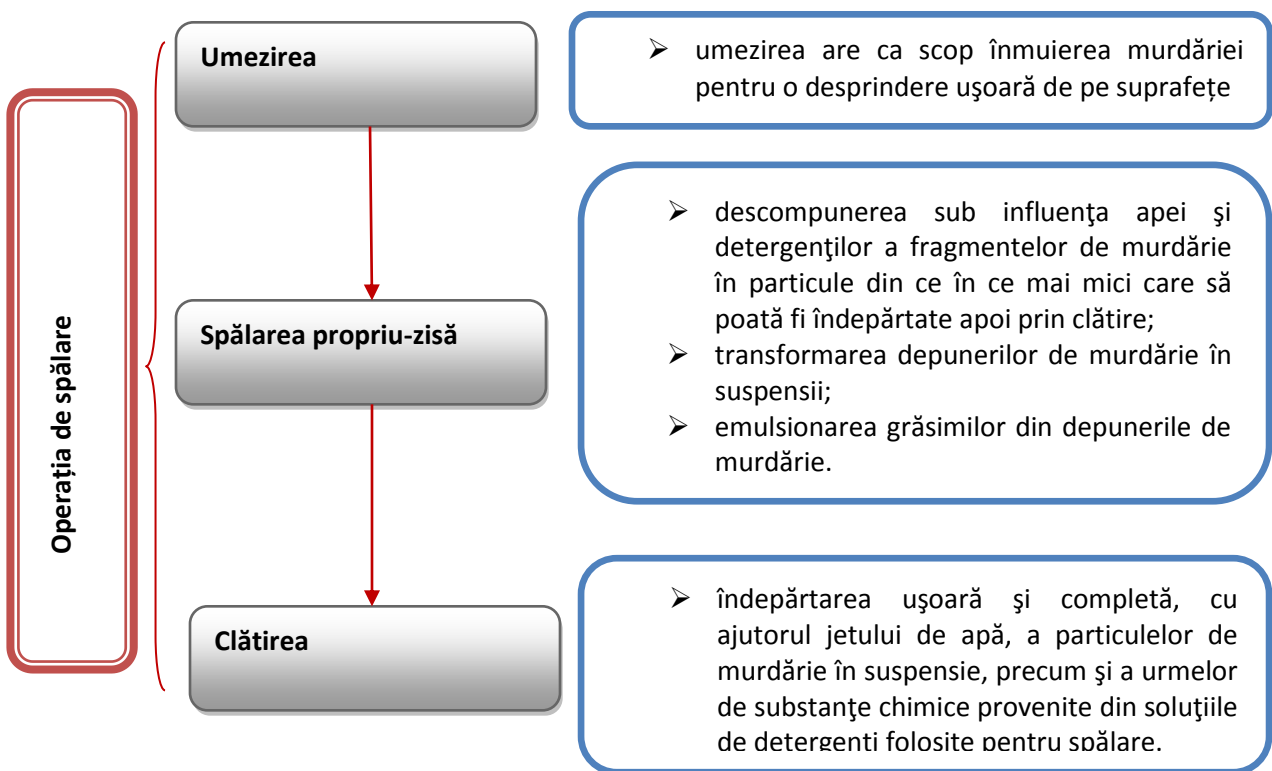 Operația de spălare
Umezirea
umezirea are ca scop înmuierea murdăriei
pentru o desprindere uşoară de pe suprafețe
Spălarea propriu-zisă
descompunerea sub influenţa apei şi
detergenţilor a fragmentelor de murdărie
în particule din ce în ce mai mici care să
poată fi îndepărtate apoi prin clătire;
transformarea depunerilor de murdărie în
suspensii;
emulsionarea grăsimilor din depunerile de
murdărie.
Clătirea
îndepărtarea uşoară şi completă, cu
ajutorul jetului de apă, a particulelor de
murdărie în suspensie, precum şi a urmelor
de substanţe chimice provenite din soluţiile
de detergenti folosite pentru spălare.